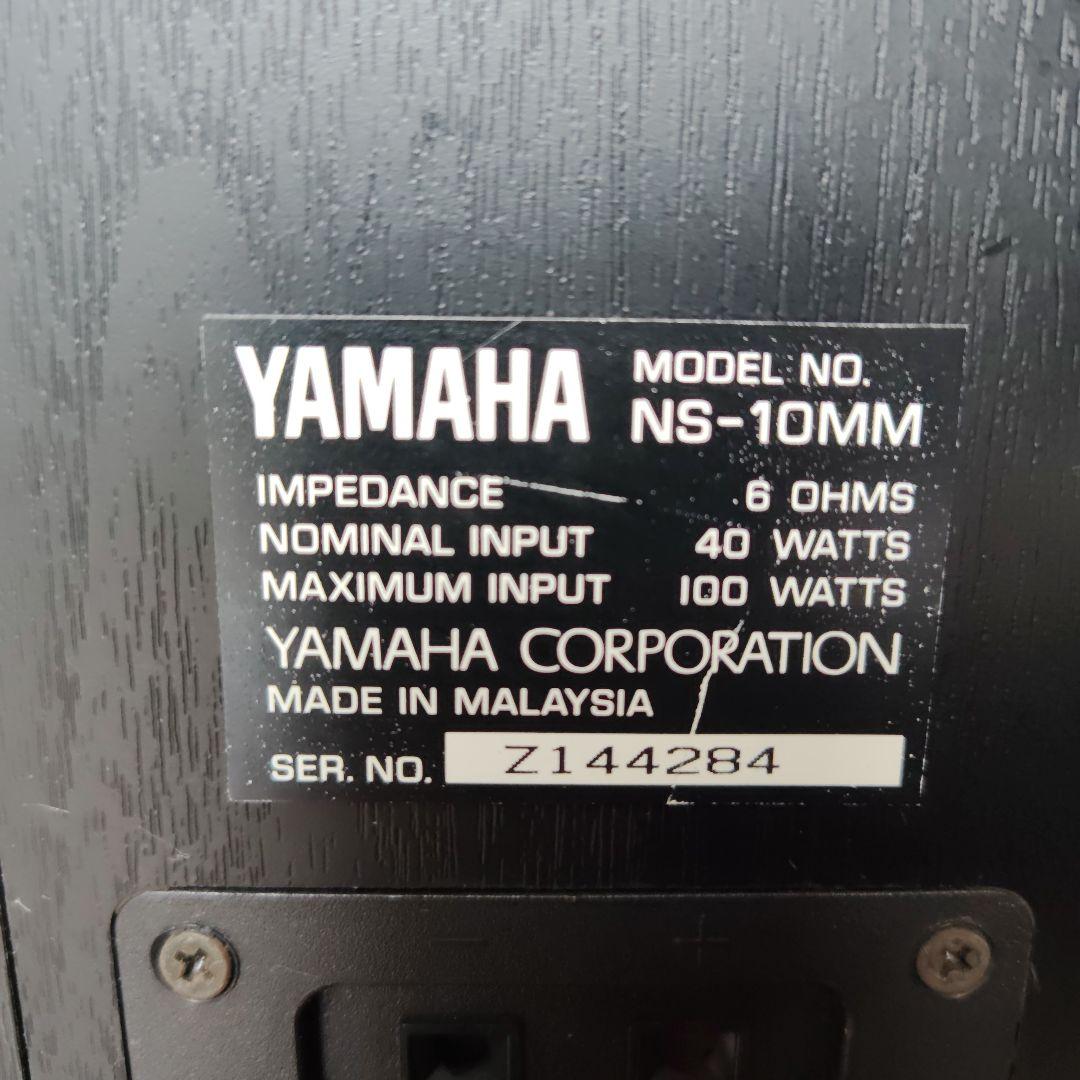 YAMAHA MODEL NO.
NS-10MM
IMPEDANCE 6 OHMS
NOMINAL INPUT 40 WATTS
MAXIMUM INPUT 100 WATTS
YAMAHA CORPORATION
MADE IN MALAYSIA
SER. NO. Z144284
- +